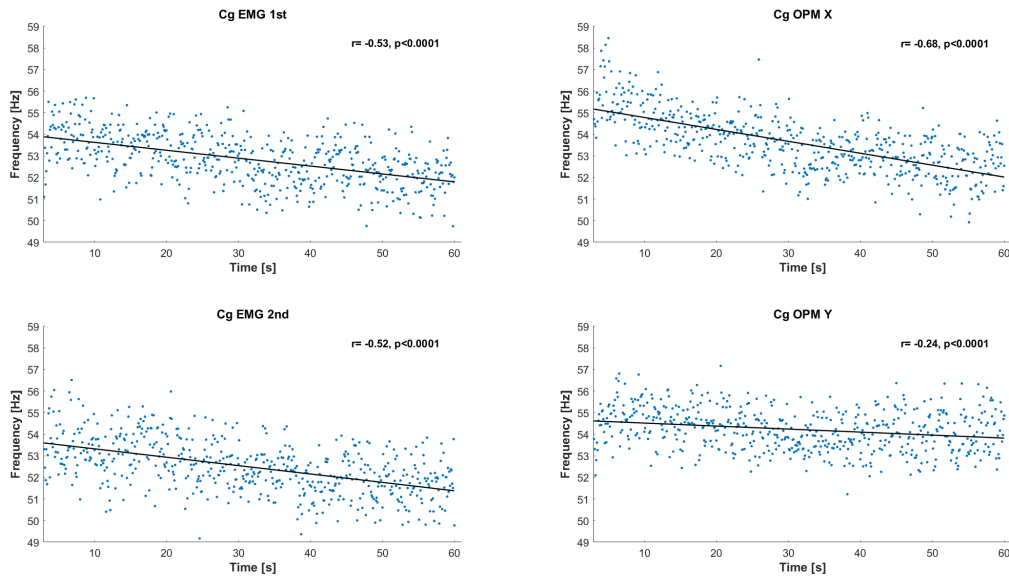 Cg EMG 1st
r= -0.53, p<0.0001
Frequency [Hz]
59
58
57
56
55
54
53
52
51
50
49
10 20 30 40 50 60
Time [s]
Cg OPM X
r= -0.68, p<0.0001
Frequency [Hz]
59
58
57
56
55
54
53
52
51
50
49
10 20 30 40 50 60
Time [s]
Cg EMG 2nd
r= -0.52, p<0.0001
Frequency [Hz]
59
58
57
56
55
54
53
52
51
50
49
10 20 30 40 50 60
Time [s]
Cg OPM Y
r= -0.24, p<0.0001
Frequency [Hz]
59
58
57
56
55
54
53
52
51
50
49
10 20 30 40 50 60
Time [s]